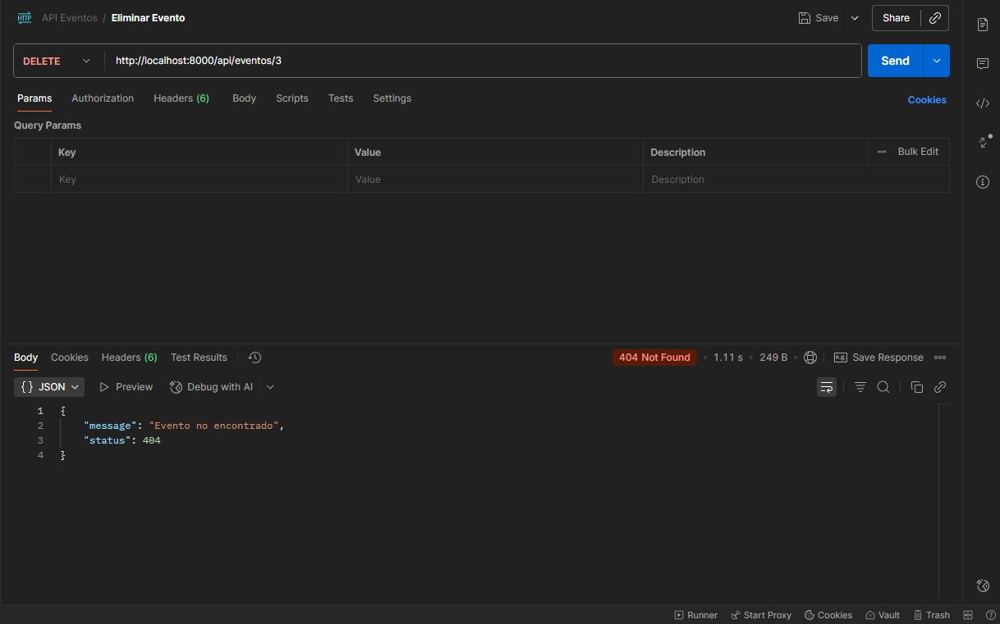 HTTP API Eventos / Eliminar Evento Save Share
DELETE http://localhost:8000/api/eventos/3 Send
Params Authorization Headers (6) Body Scripts Tests Settings Cookies
Query Params
Key Value Description ••• Bulk Edit
Key Value Description
Body Cookies Headers (6) Test Results 404 Not Found • 1.11 s • 249 B • e.g. Save Response •••
{} JSON Preview Debug with AI
1 {
2 "message": "Evento no encontrado",
3 "status": 404
4 }
Runner Start Proxy Cookies Vault Trash